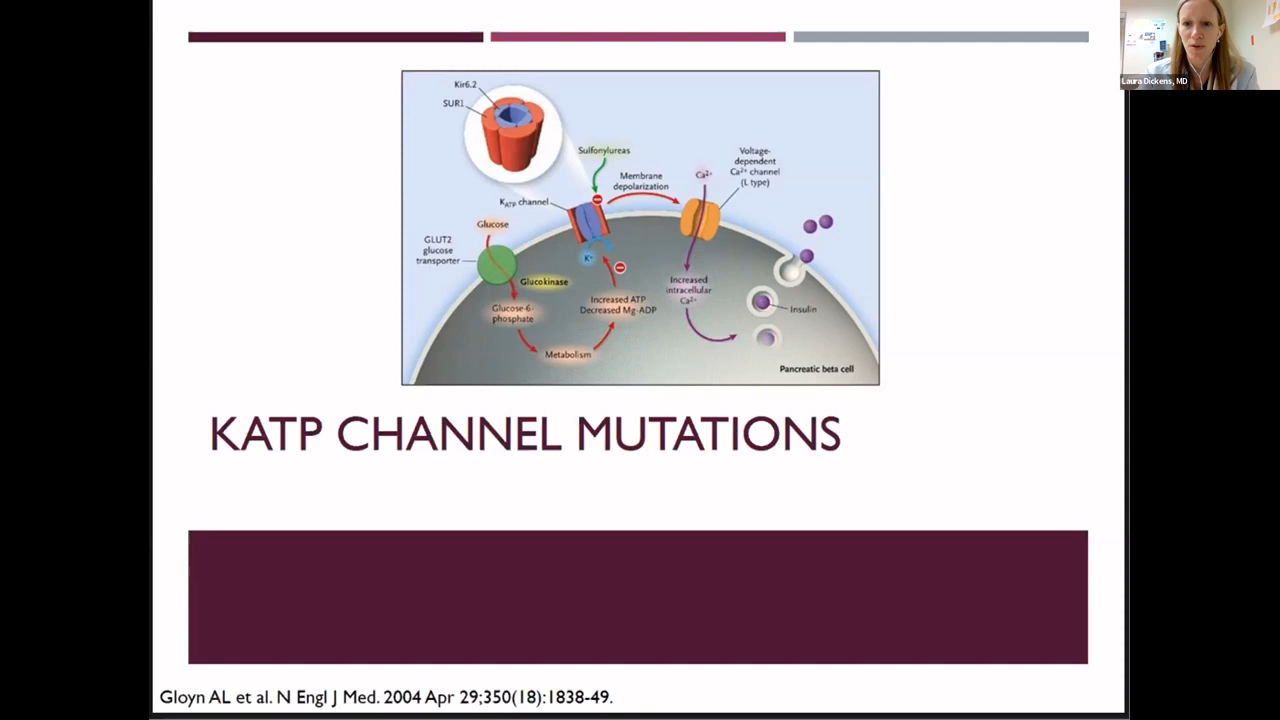 Laura Dickens, MD
Kir6.2
SUR1
Sulfonylureas
Membrane
depolarization
Ca²⁺
Voltage-
dependent
Ca²⁺ channel
(L type)
K_ATP channel
Glucose
GLUT2
glucose
transporter
K⁺
Glucokinase
Glucose-6-
phosphate
Increased ATP
Decreased Mg-ADP
Increased
intracellular
Ca²⁺
Insulin
Metabolism
Pancreatic beta cell
KATP CHANNEL MUTATIONS
Gloyn AL et al. N Engl J Med. 2004 Apr 29;350(18):1838-49.